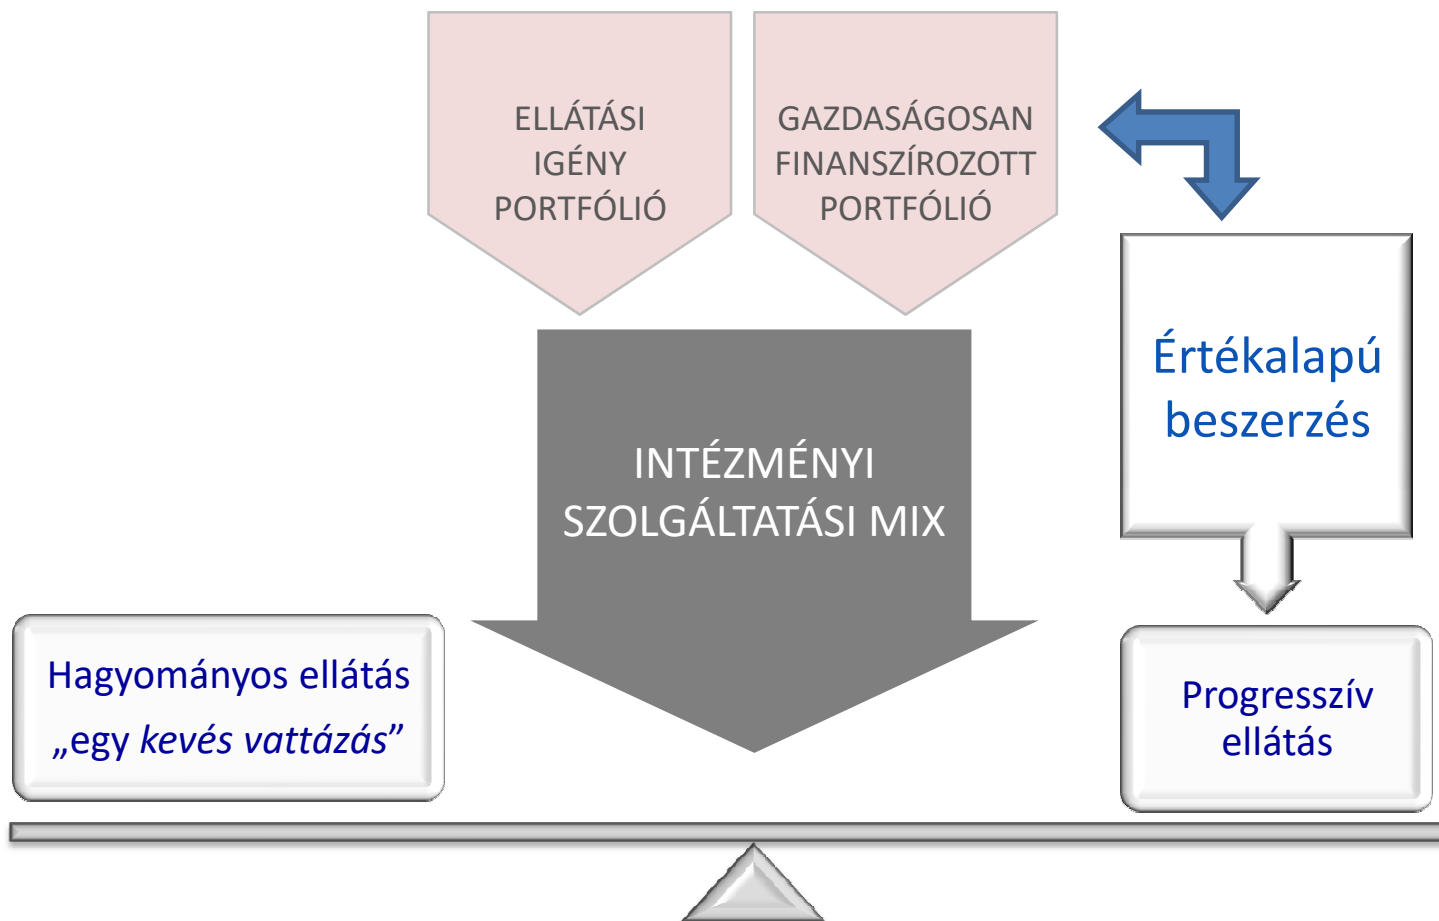 ELLÁTÁSI
IGÉNY
PORTFÓLIÓ
GAZDASÁGOSAN
FINANSZÍROZOTT
PORTFÓLIÓ
Értékalapú
beszerzés
INTÉZMÉNYI
SZOLGÁLTATÁSI MIX
Hagyományos ellátás
„egy kevés vattázás”
Progresszív
ellátás